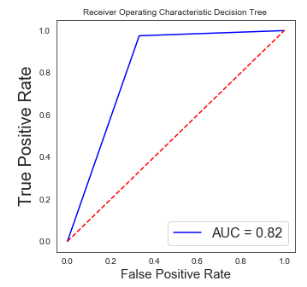 Receiver Operating Characteristic Decision Tree
True Positive Rate
1.0
0.8
0.6
0.4
0.2
0.0
AUC = 0.82
0.0 0.2 0.4 0.6 0.8 1.0
False Positive Rate